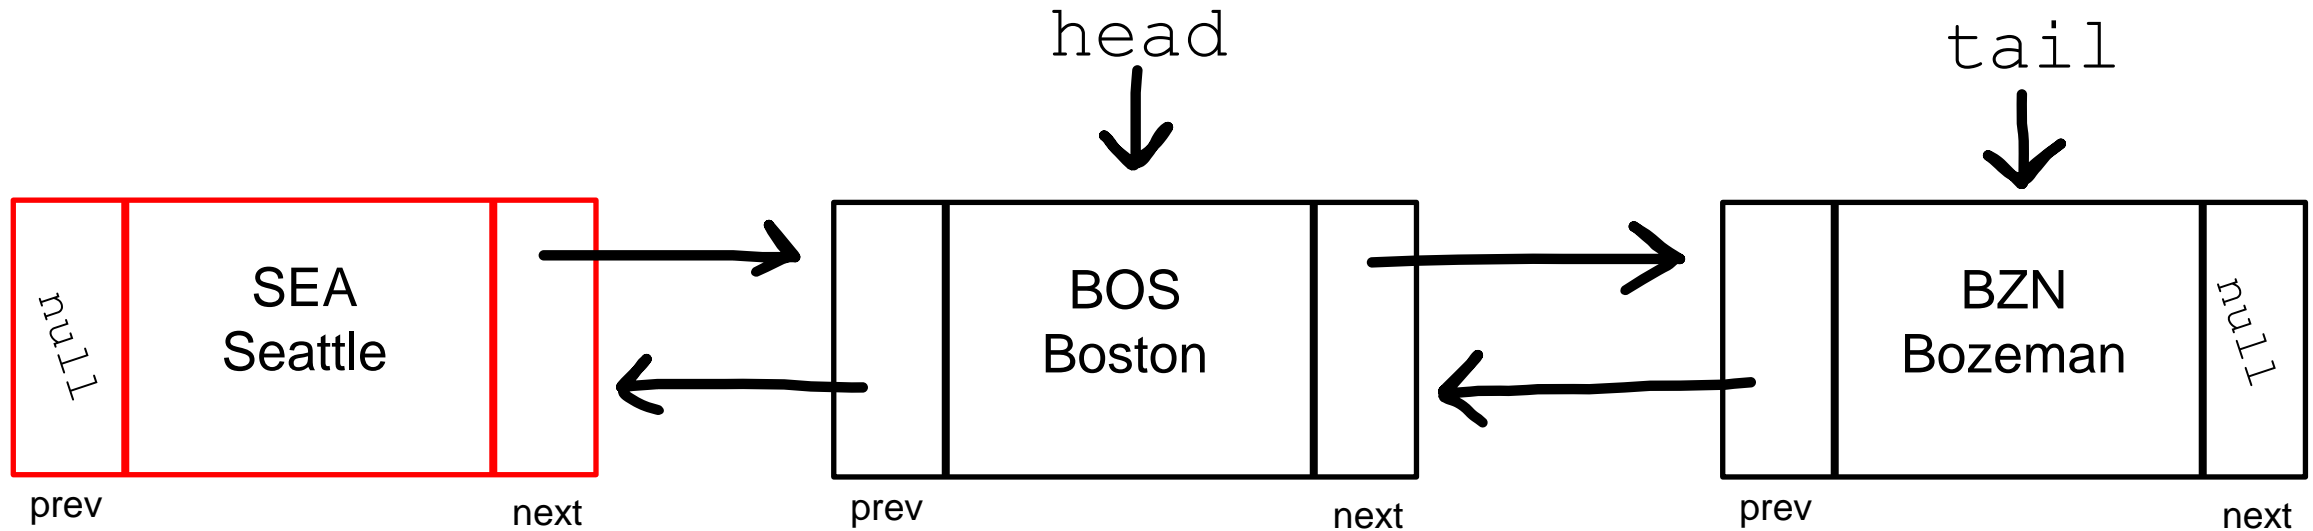 head
tail
null
SEA
Seattle
prev
next
BOS
Boston
prev
next
BZN
Bozeman
null
prev
next